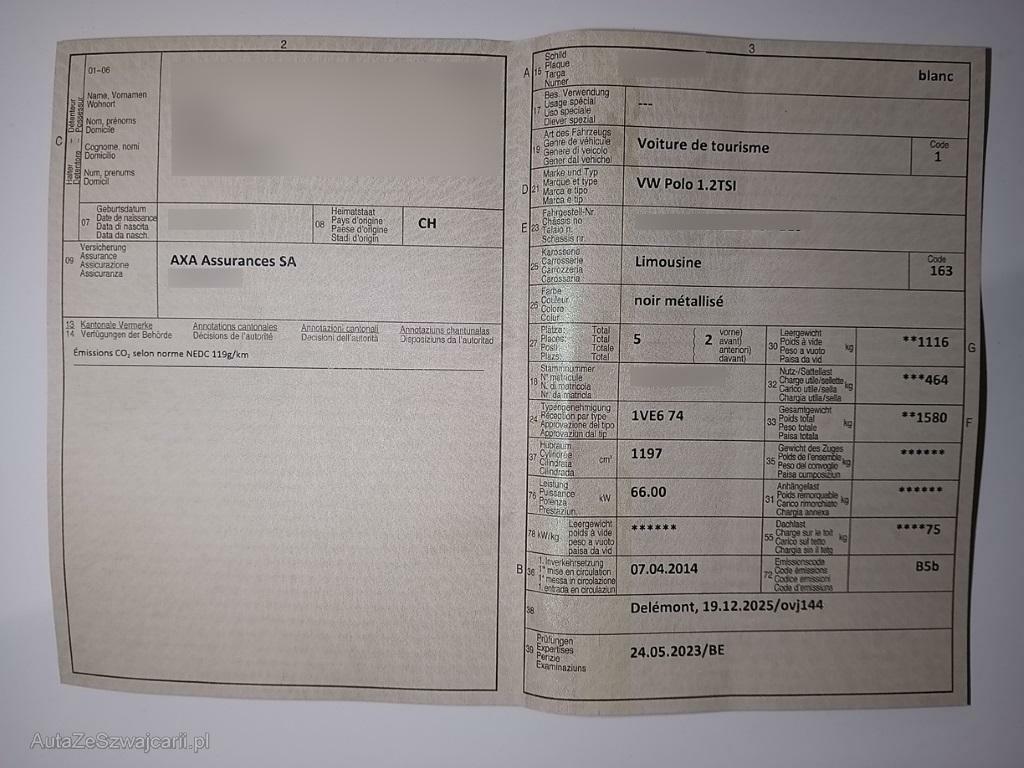 2
01-06
Name, Vornamen
Wohnort
Nom, prénoms
Domicile
Cognome, nomi
Domicilio
Num, prenums
Domicil
C
Halter - Détenteur
Detentore - Possessur
07
Geburtsdatum
Date de naissance
Data di nascita
Data da nasch.
08
Heimatstaat
Pays d'origine
Paese d'origine
Stadi d'origin
CH
09
Versicherung
Assurance
Assicurazione
Assicuranza
AXA Assurances SA
13 Kantonale Vermerke Annotations cantonales Annotazioni cantonali Annotaziuns chantunalas
14 Verfügungen der Behörde Décisions de l'autorité Decisioni dell'autorità Disposiziuns da l'autoritad
Émissions CO₂ selon norme NEDC 119g/km
3
A 15
Schild
Plaque
Targa
Numer
blanc
17
Bes. Verwendung
Usage spécial
Uso speciale
Diever spezial
---
19
Art des Fahrzeugs
Genre de véhicule
Genere di veicolo
Gener dal vehichel
Voiture de tourisme
Code
1
D 21
Marke und Typ
Marque et type
Marca e tipo
Marca e tip
VW Polo 1.2TSI
E 23
Fahrgestell-Nr.
Châssis no
Telaio n.
Schassis nr.
25
Karosserie
Carrosserie
Carrozzeria
Carossaria
Limousine
Code
163
26
Farbe
Couleur
Colore
Colur
noir métallisé
27
Plätze: Total
Places: Total
Posti: Totale
Plazs: Total
5
2
vorne)
avant)
anteriori)
davant)
30
Leergewicht
Poids à vide
Peso a vuoto
Paisa da vid
kg
**1116
G
18
Stammnummer
N° matricule
N. di matricola
Nr. da matricla
32
Nutz-/Sattellast
Charge utile/sellette
Carico utile/sella
Chargia utila/sella
kg
***464
24
Typengenehmigung
Réception par type
Approvazione del tipo
Approvaziun dal tip
1VE6 74
33
Gesamtgewicht
Poids total
Peso totale
Paisa totala
kg
**1580
F
37
Hubraum
Cylindrée
Cilindrata
Cilindrada
cm³
1197
35
Gewicht des Zuges
Poids de l'ensemble
Peso del convoglio
Paisa cumposiziun
kg
******
76
Leistung
Puissance
Potenza
Prestaziun
kW
66.00
31
Anhängelast
Poids remorquable
Carico rimorchiato
Chargia annexa
kg
******
78 kW/kg
Leergewicht
poids à vide
peso a vuoto
paisa da vid
******
55
Dachlast
Charge sur le toit
Carico sul tetto
Chargia sin il tetg
kg
****75
B 36
1. Inverkehrsetzung
1re mise en circulation
1a messa in circolazione
1. entrada en circulaziun
07.04.2014
72
Emissionscode
Code émissions
Codice emissioni
Code d'emissiuns
B5b
38
Delémont, 19.12.2025/ovj144
39
Prüfungen
Expertises
Perizie
Examinaziuns
24.05.2023/BE
AutaZeSzwajcarii.pl